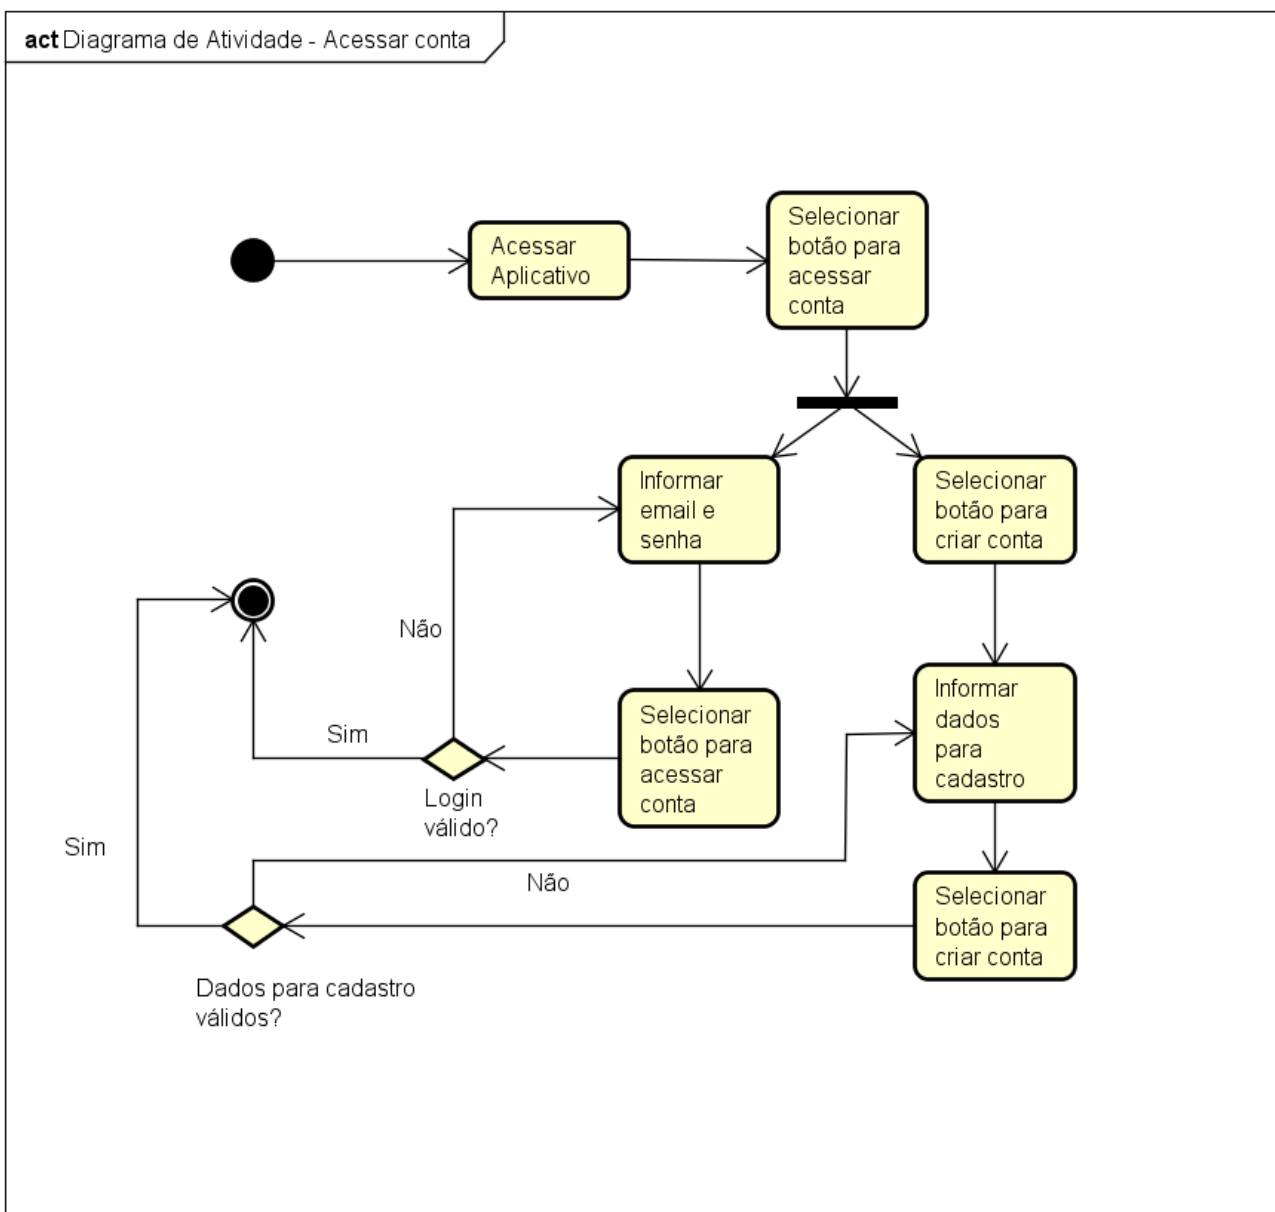 act Diagrama de Atividade - Acessar conta
Acessar
Aplicativo
Selecionar
botão para
acessar
conta
Informar
email e
senha
Selecionar
botão para
criar conta
Não
Sim
Login
válido?
Selecionar
botão para
acessar
conta
Informar
dados
para
cadastro
Sim
Não
Selecionar
botão para
criar conta
Dados para cadastro
válidos?